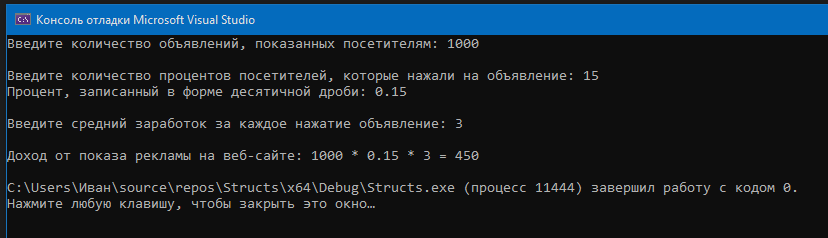 C:\ Консоль отладки Microsoft Visual Studio
Введите количество объявлений, показанных посетителям: 1000
Введите количество процентов посетителей, которые нажали на объявление: 15
Процент, записанный в форме десятичной дроби: 0.15
Введите средний заработок за каждое нажатие объявление: 3
Доход от показа рекламы на веб-сайте: 1000 * 0.15 * 3 = 450
C:\Users\Иван\source\repos\Structs\x64\Debug\Structs.exe (процесс 11444) завершил работу с кодом 0.
Нажмите любую клавишу, чтобы закрыть это окно…